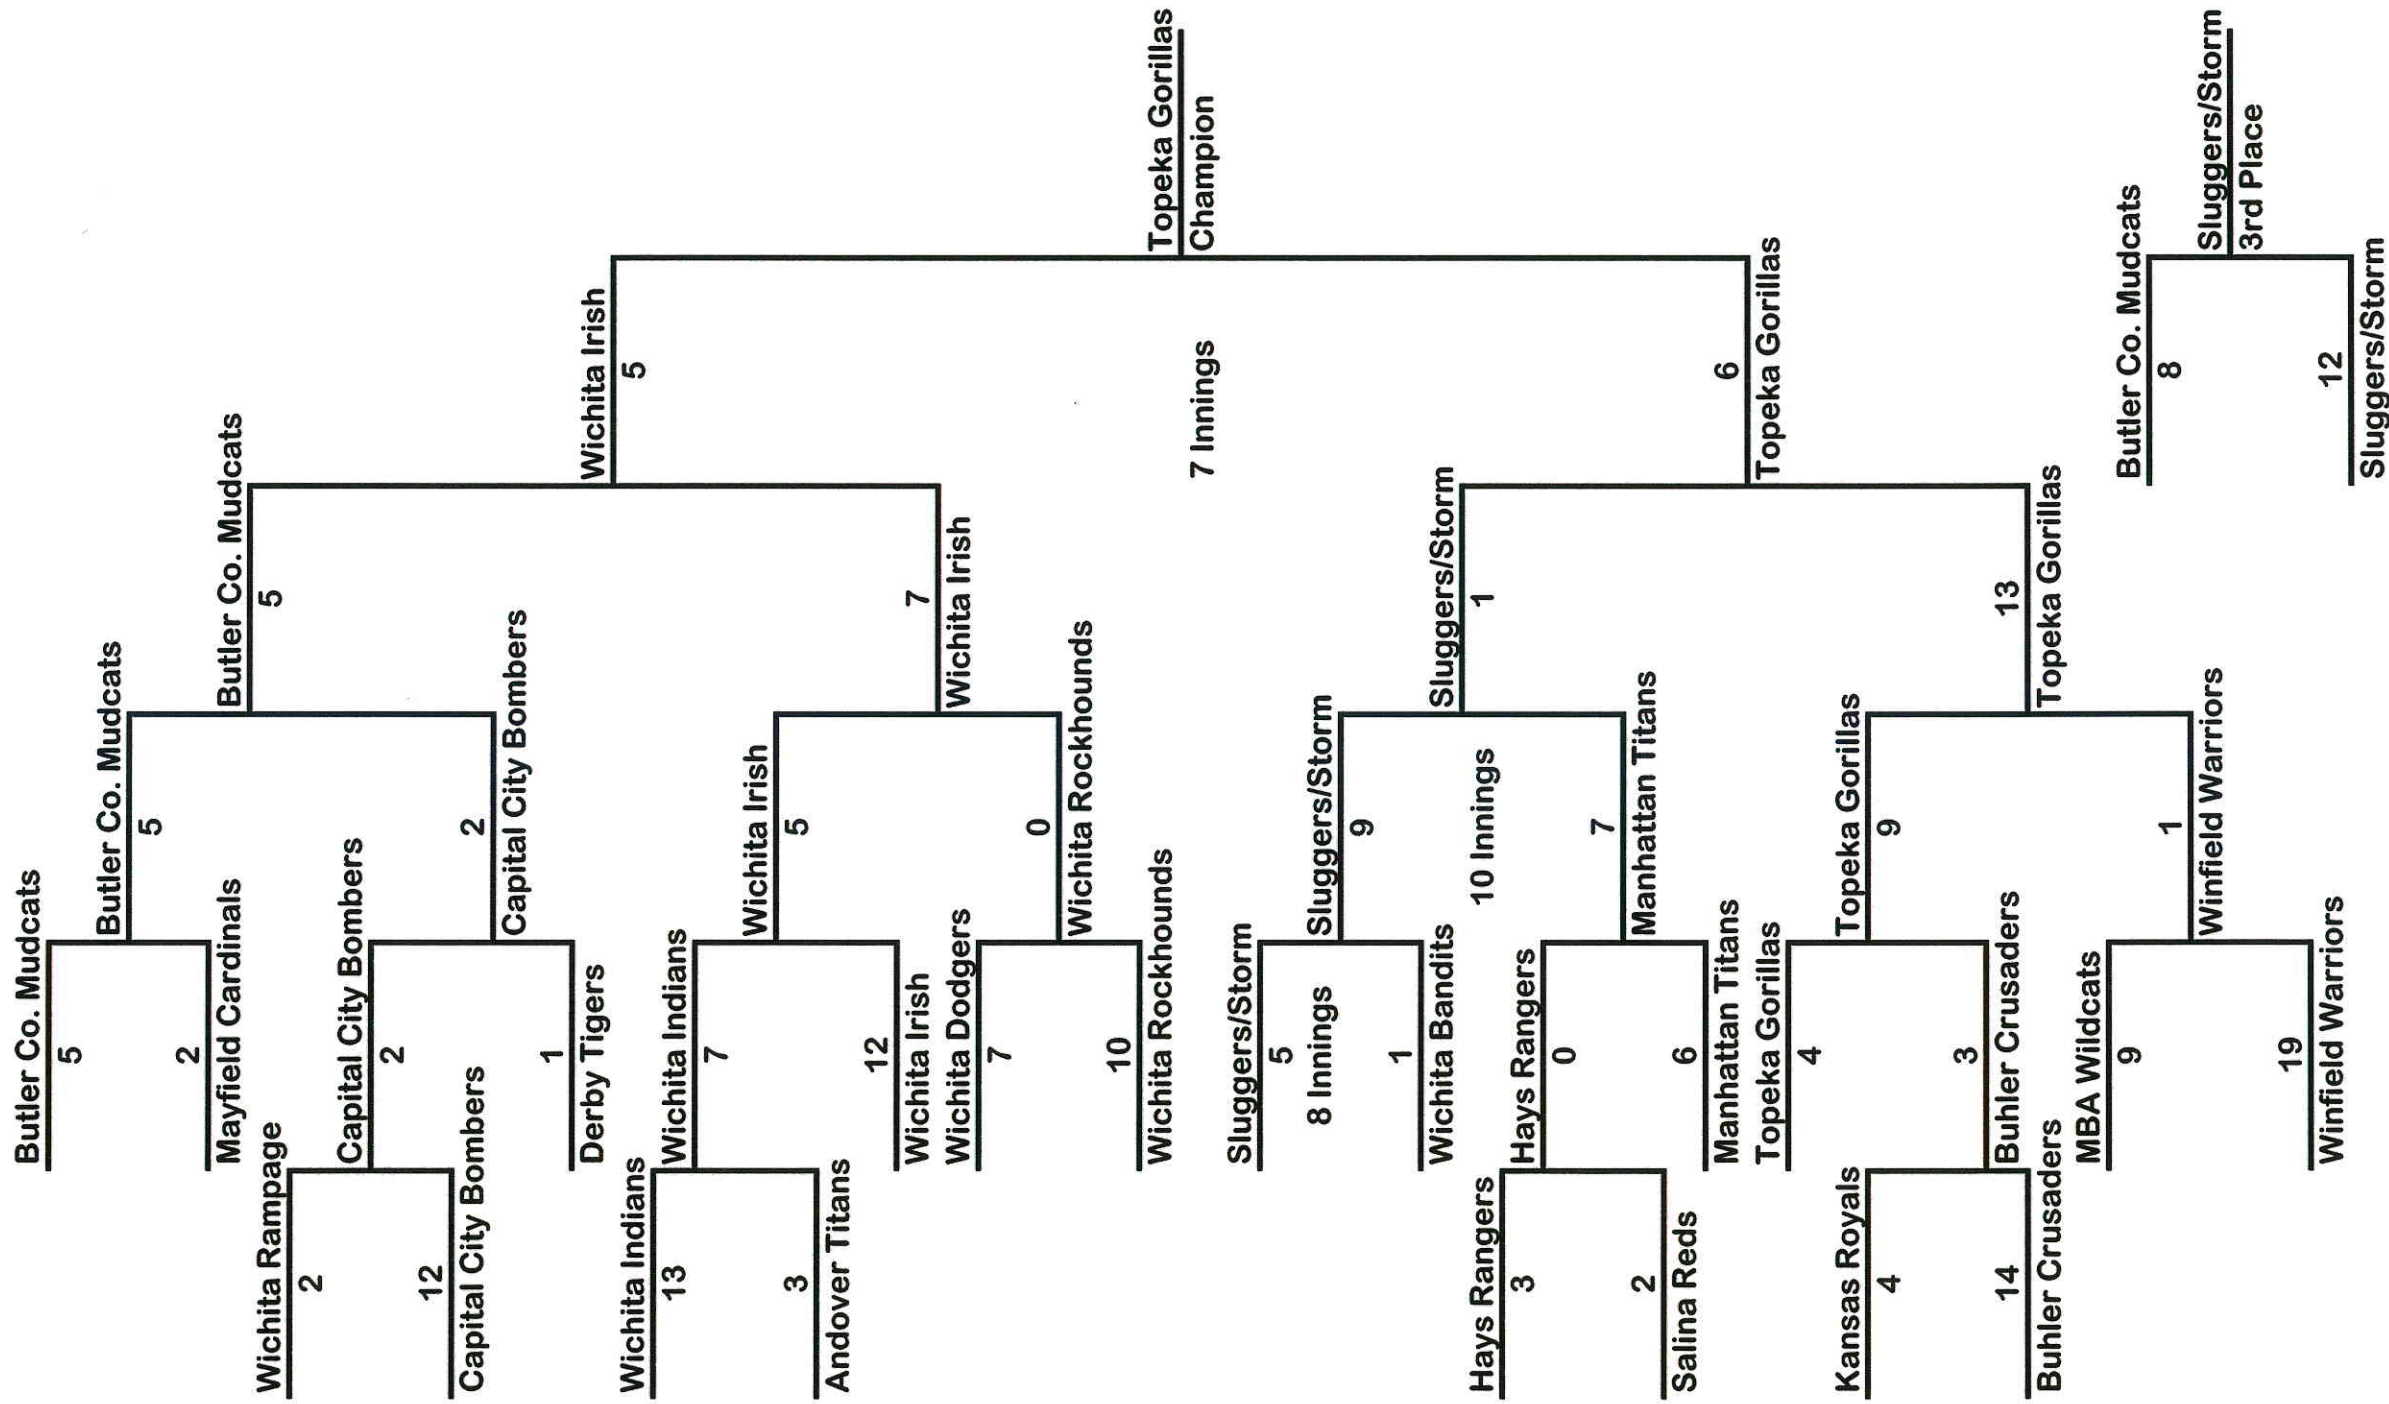 Wichita Rampage
2
12
Capital City Bombers
Wichita Indians
13
3
Andover Titans
Hays Rangers
3
2
Salina Reds
Kansas Royals
4
14
Buhler Crusaders
Butler Co. Mudcats
5
2
Mayfield Cardinals
Capital City Bombers
2
1
Derby Tigers
Wichita Indians
7
12
Wichita Irish
Wichita Dodgers
7
10
Wichita Rockhounds
Sluggers/Storm
5
8 Innings
1
Wichita Bandits
Hays Rangers
0
6
Manhattan Titans
Topeka Gorillas
4
3
Buhler Crusaders
MBA Wildcats
9
19
Winfield Warriors
Butler Co. Mudcats
5
2
Capital City Bombers
Wichita Irish
5
0
Wichita Rockhounds
Sluggers/Storm
9
10 Innings
7
Manhattan Titans
Topeka Gorillas
9
1
Winfield Warriors
Butler Co. Mudcats
5
7
Wichita Irish
Sluggers/Storm
1
13
Topeka Gorillas
Wichita Irish
5
7 Innings
6
Topeka Gorillas
Butler Co. Mudcats
8
12
Sluggers/Storm
Topeka Gorillas
Champion
Sluggers/Storm
3rd Place